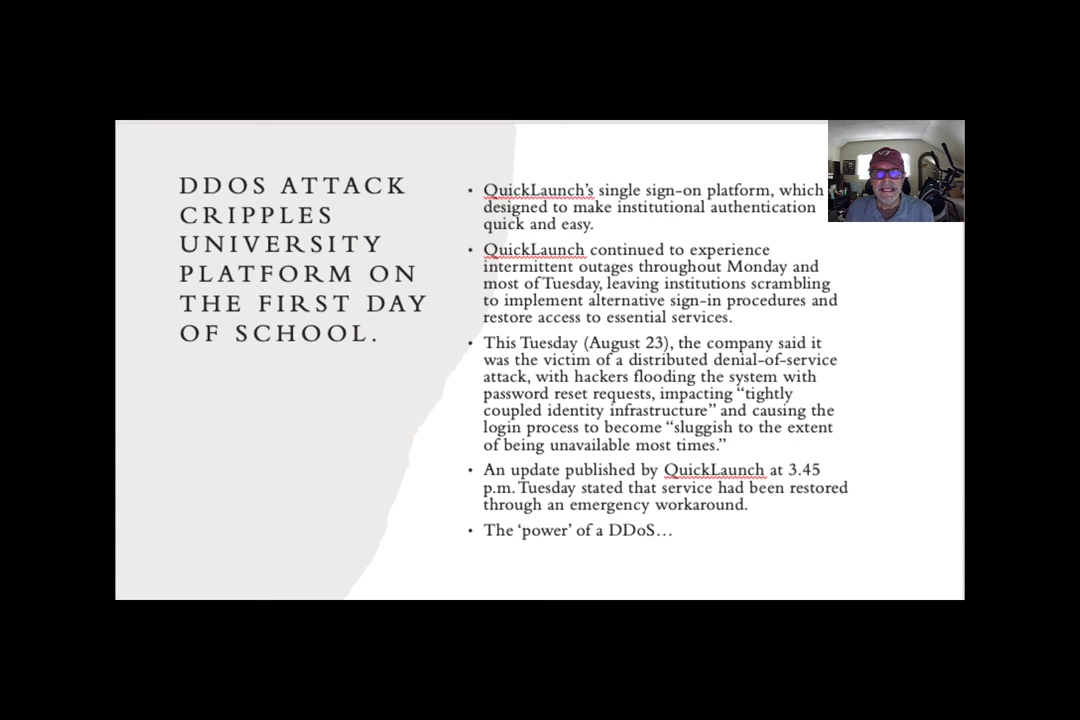 DDOS ATTACK
CRIPPLES
UNIVERSITY
PLATFORM ON
THE FIRST DAY
OF SCHOOL.
• QuickLaunch's single sign-on platform, which
designed to make institutional authentication
quick and easy.
• QuickLaunch continued to experience
intermittent outages throughout Monday and
most of Tuesday, leaving institutions scrambling
to implement alternative sign-in procedures and
restore access to essential services.
• This Tuesday (August 23), the company said it
was the victim of a distributed denial-of-service
attack, with hackers flooding the system with
password reset requests, impacting “tightly
coupled identity infrastructure” and causing the
login process to become “sluggish to the extent
of being unavailable most times.”
• An update published by QuickLaunch at 3.45
p.m. Tuesday stated that service had been restored
through an emergency workaround.
• The ‘power’ of a DDoS…